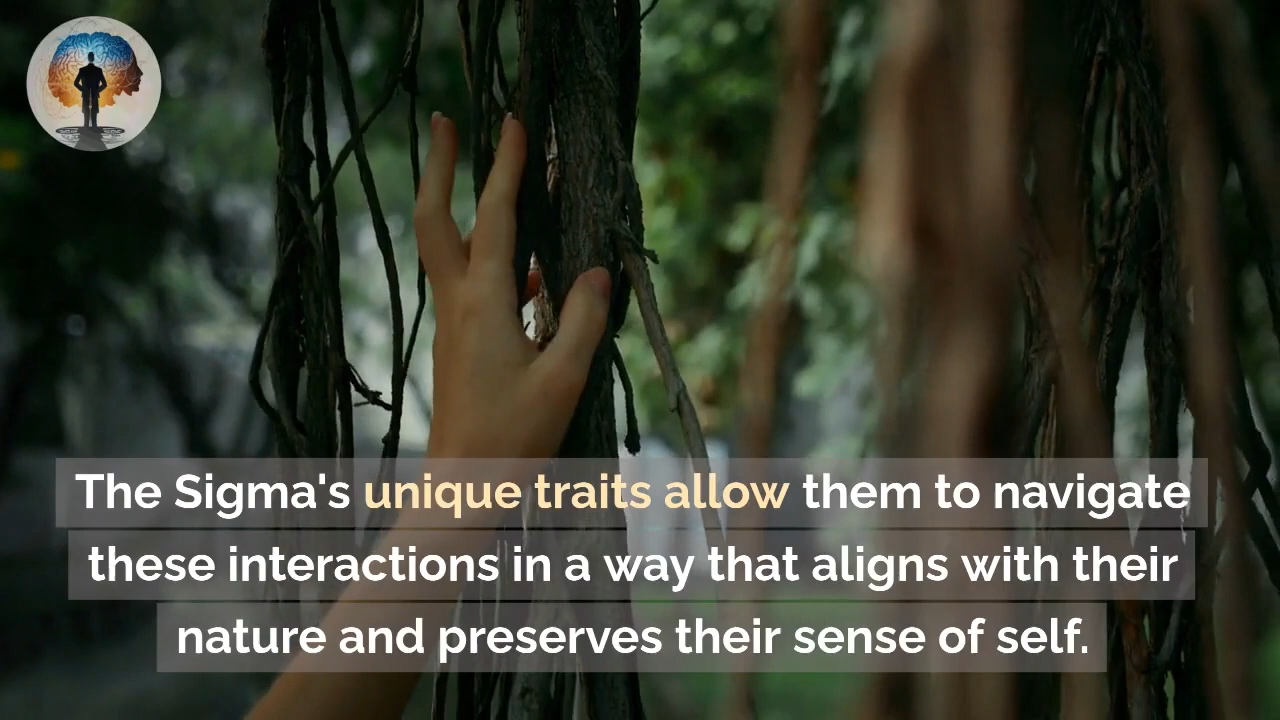 The Sigma's unique traits allow them to navigate
these interactions in a way that aligns with their
nature and preserves their sense of self.